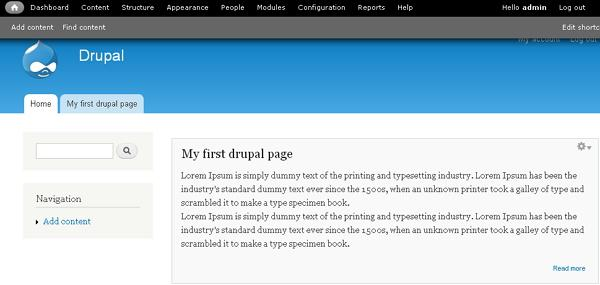 Dashboard Content Structure Appearance People Modules Configuration Reports Help Hello admin Log out
Add content Find content Edit shortc
My account Log out
Drupal
Home My first drupal page
My first drupal page
Lorem Ipsum is simply dummy text of the printing and typesetting industry. Lorem Ipsum has been the
industry's standard dummy text ever since the 1500s, when an unknown printer took a galley of type and
scrambled it to make a type specimen book.
Lorem Ipsum is simply dummy text of the printing and typesetting industry. Lorem Ipsum has been the
industry's standard dummy text ever since the 1500s, when an unknown printer took a galley of type and
scrambled it to make a type specimen book.
Read more
Navigation
Add content